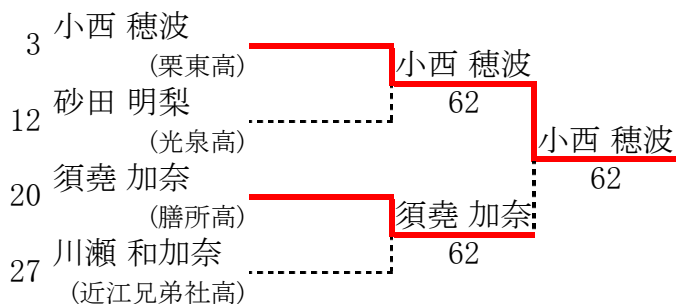 3 小西 穂波
(栗東高)
12 砂田 明梨
(光泉高)
20 須堯 加奈
(膳所高)
27 川瀬 和加奈
(近江兄弟社高)
小西 穂波
62
須堯 加奈
62
小西 穂波
62